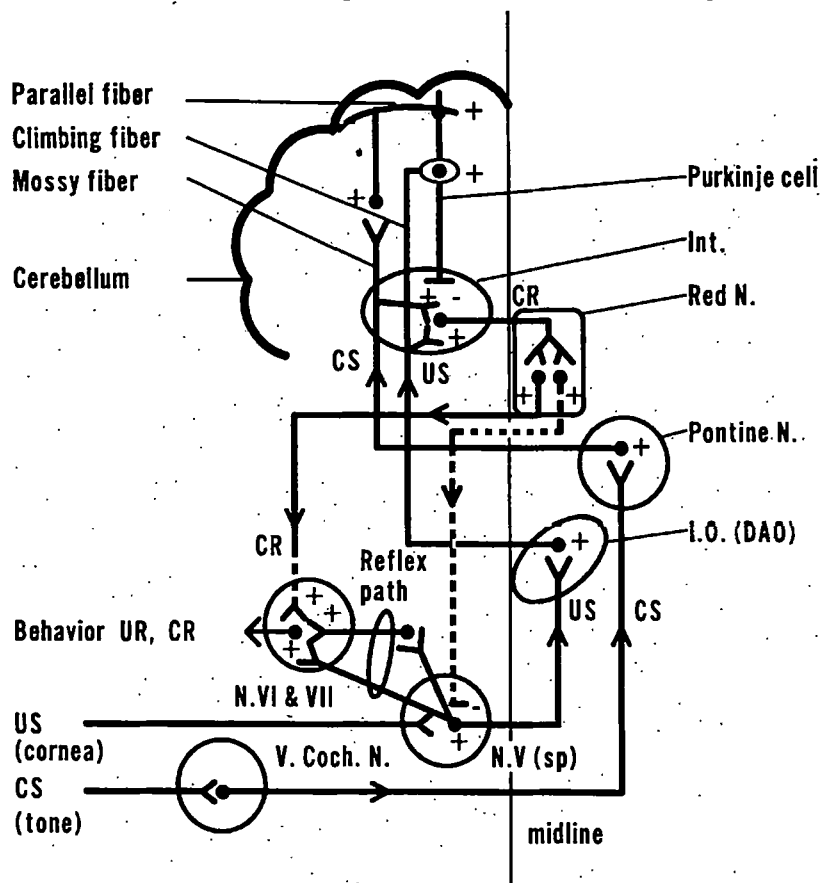 Parallel fiber
Climbing fiber
Mossy fiber
Cerebellum
+
+
+
Purkinje cell
Int.
Red N.
CR
+ -
+
CS
US
+ +
+
Pontine N.
+
I.O. (DAO)
CR
Reflex
path
US
CS
+
+
+
Behavior UR, CR
N.VI & VII
-
+
US
(cornea)
V. Coch. N.
N.V (sp)
CS
(tone)
midline